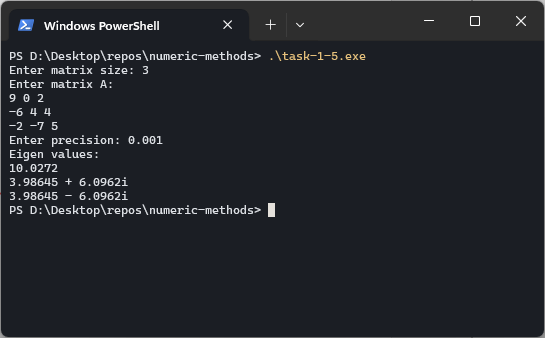 Windows PowerShell
PS D:\Desktop\repos\numeric-methods> .\task-1-5.exe
Enter matrix size: 3
Enter matrix A:
9 0 2
-6 4 4
-2 -7 5
Enter precision: 0.001
Eigen values:
10.0272
3.98645 + 6.0962i
3.98645 - 6.0962i
PS D:\Desktop\repos\numeric-methods>